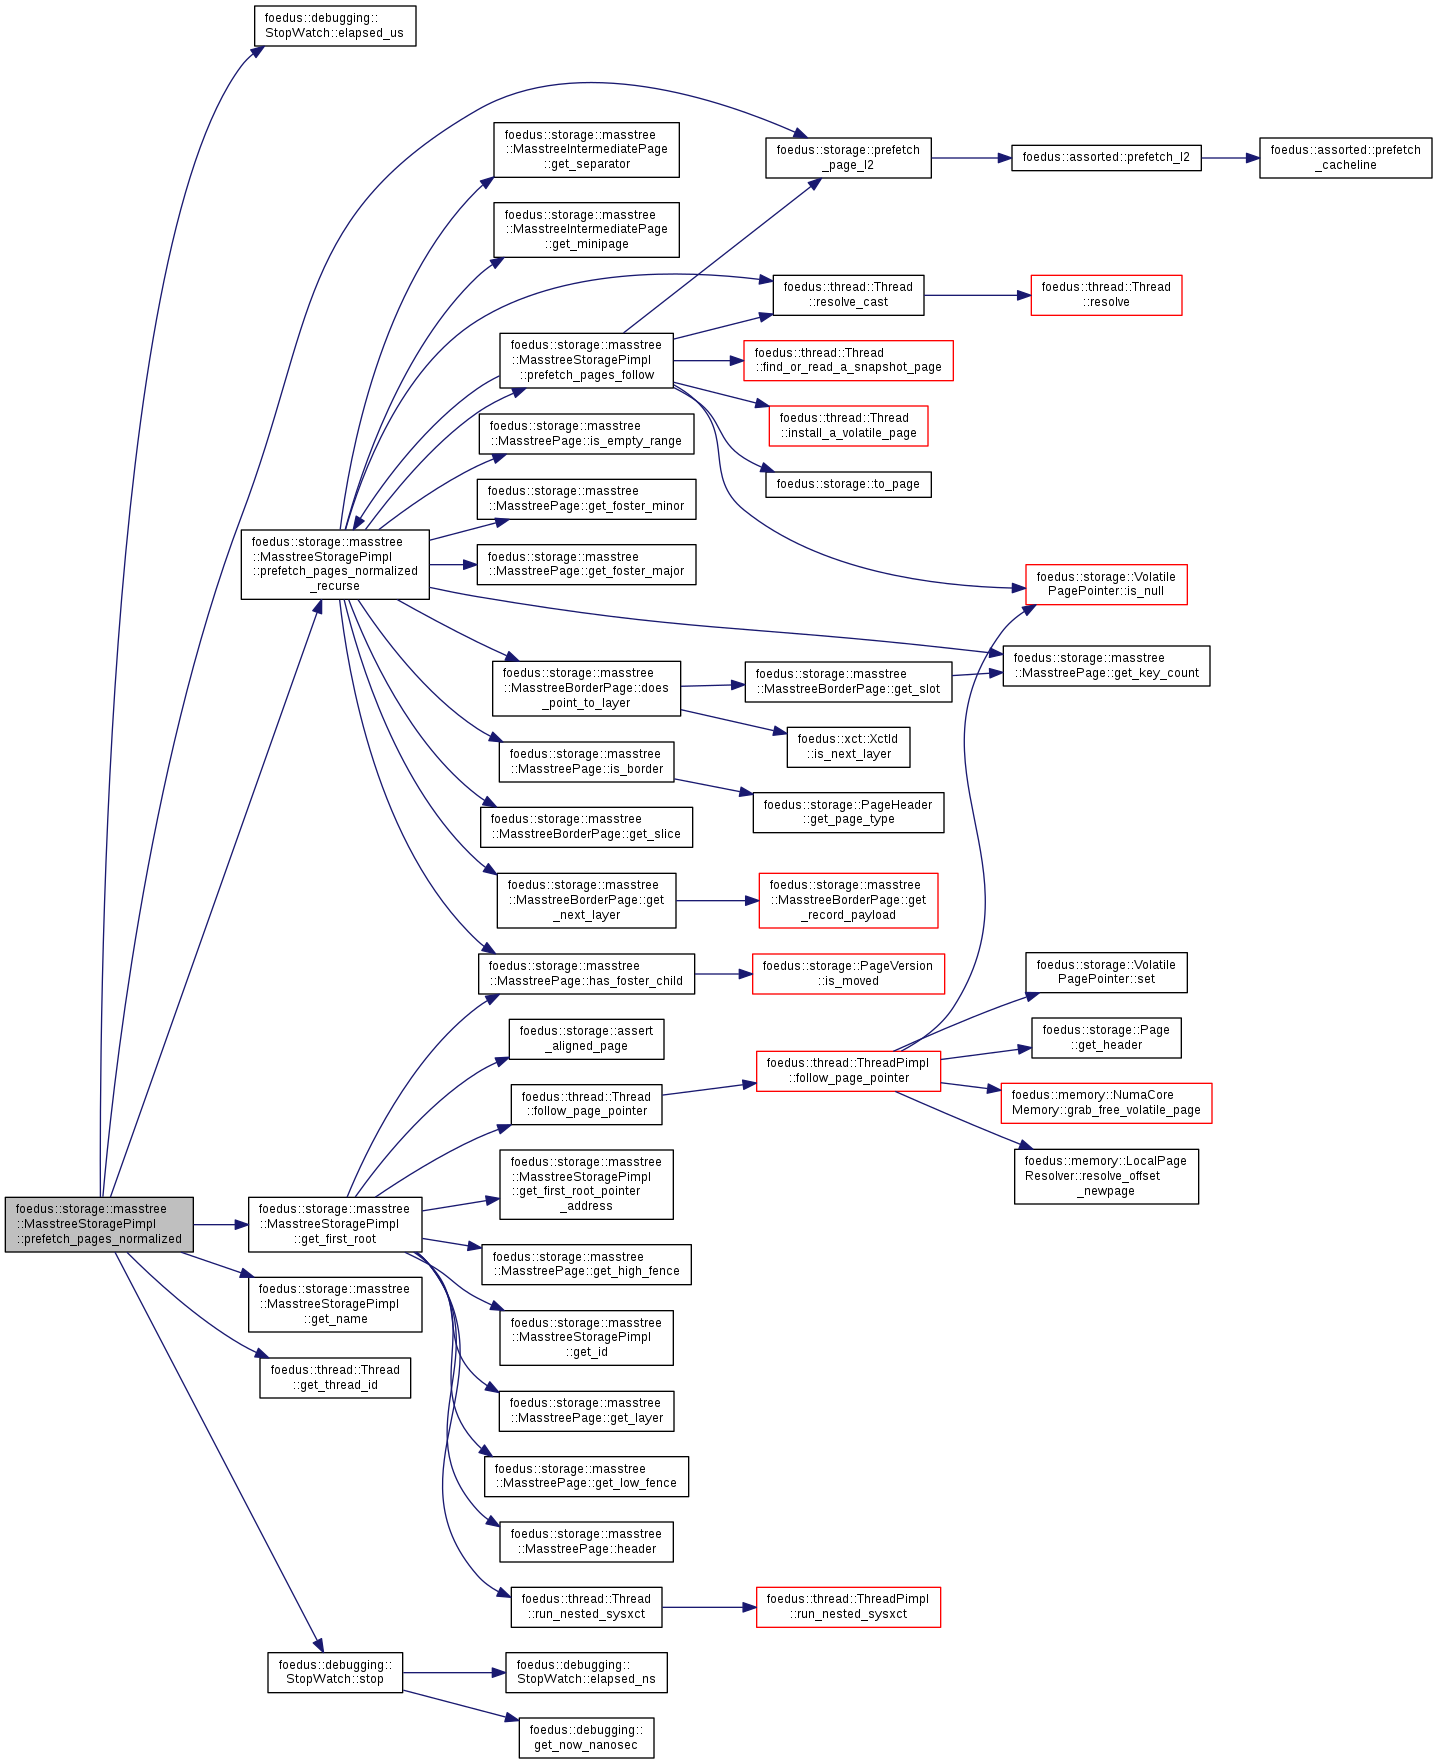 foedus::debugging::
StopWatch::elapsed_us
foedus::storage::masstree
::MasstreeIntermediatePage
::get_separator
foedus::storage::prefetch
_page_l2
foedus::assorted::prefetch_l2
foedus::assorted::prefetch
_cacheline
foedus::storage::masstree
::MasstreeIntermediatePage
::get_minipage
foedus::thread::Thread
::resolve_cast
foedus::thread::Thread
::resolve
foedus::storage::masstree
::MasstreeStoragePimpl
::prefetch_pages_follow
foedus::thread::Thread
::find_or_read_a_snapshot_page
foedus::thread::Thread
::install_a_volatile_page
foedus::storage::masstree
::MasstreePage::is_empty_range
foedus::storage::to_page
foedus::storage::masstree
::MasstreePage::get_foster_minor
foedus::storage::masstree
::MasstreeStoragePimpl
::prefetch_pages_normalized
_recurse
foedus::storage::masstree
::MasstreePage::get_foster_major
foedus::storage::Volatile
PagePointer::is_null
foedus::storage::masstree
::MasstreePage::get_key_count
foedus::storage::masstree
::MasstreeBorderPage::does
_point_to_layer
foedus::storage::masstree
::MasstreeBorderPage::get_slot
foedus::xct::XctId
::is_next_layer
foedus::storage::masstree
::MasstreePage::is_border
foedus::storage::PageHeader
::get_page_type
foedus::storage::masstree
::MasstreeBorderPage::get_slice
foedus::storage::masstree
::MasstreeBorderPage::get
_next_layer
foedus::storage::masstree
::MasstreeBorderPage::get
_record_payload
foedus::storage::masstree
::MasstreePage::has_foster_child
foedus::storage::PageVersion
::is_moved
foedus::storage::Volatile
PagePointer::set
foedus::storage::assert
_aligned_page
foedus::storage::Page
::get_header
foedus::thread::ThreadPimpl
::follow_page_pointer
foedus::thread::Thread
::follow_page_pointer
foedus::memory::NumaCore
Memory::grab_free_volatile_page
foedus::memory::LocalPage
Resolver::resolve_offset
_newpage
foedus::storage::masstree
::MasstreeStoragePimpl
::get_first_root_pointer
_address
foedus::storage::masstree
::MasstreeStoragePimpl
::prefetch_pages_normalized
foedus::storage::masstree
::MasstreeStoragePimpl
::get_first_root
foedus::storage::masstree
::MasstreePage::get_high_fence
foedus::storage::masstree
::MasstreeStoragePimpl
::get_name
foedus::storage::masstree
::MasstreeStoragePimpl
::get_id
foedus::thread::Thread
::get_thread_id
foedus::storage::masstree
::MasstreePage::get_layer
foedus::storage::masstree
::MasstreePage::get_low_fence
foedus::storage::masstree
::MasstreePage::header
foedus::thread::Thread
::run_nested_sysxct
foedus::thread::ThreadPimpl
::run_nested_sysxct
foedus::debugging::
StopWatch::stop
foedus::debugging::
StopWatch::elapsed_ns
foedus::debugging::
get_now_nanosec